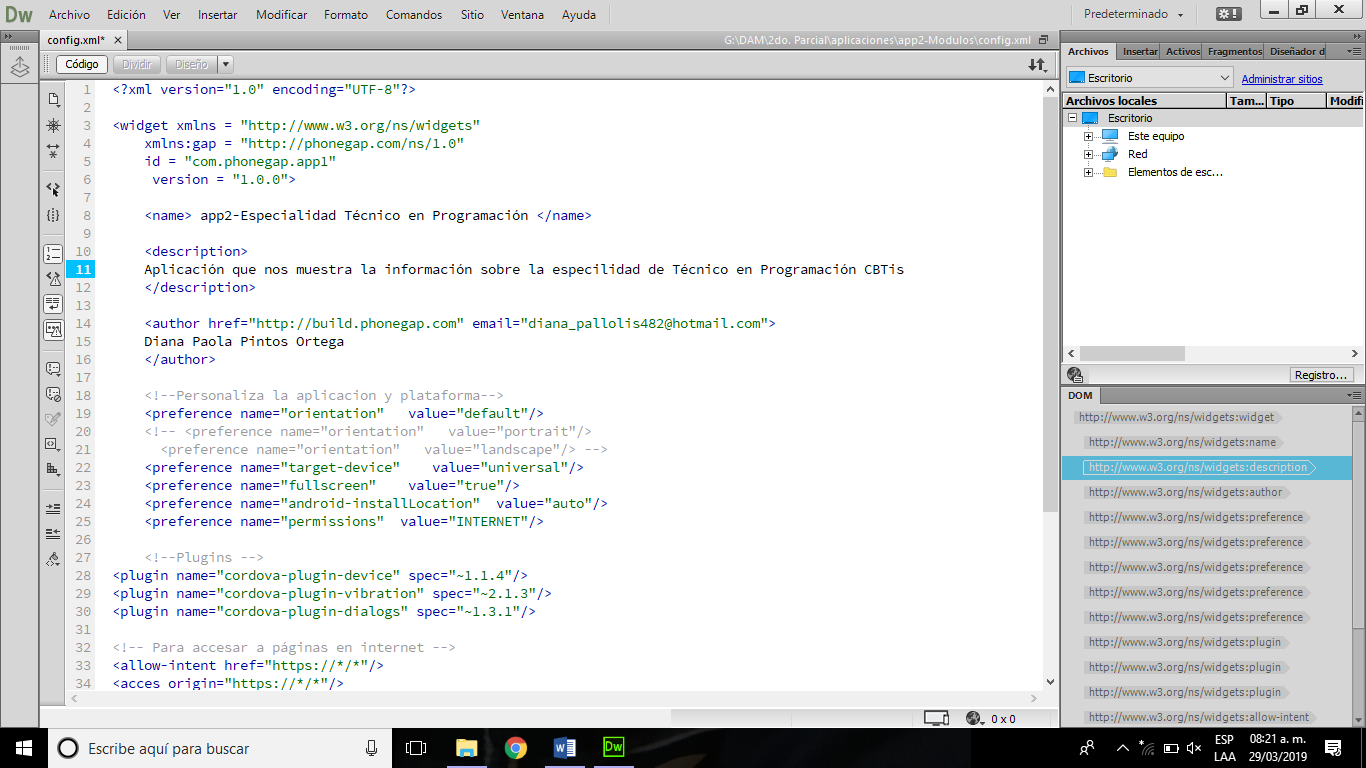 Dw Archivo Edición Ver Insertar Modificar Formato Comandos Sitio Ventana Ayuda Predeterminado
config.xml* G:\DAM\2do. Parcial\aplicaciones\app2-Modulos\config.xml
Código Dividir Diseño
1 <?xml version="1.0" encoding="UTF-8"?>
2
3 <widget xmlns = "http://www.w3.org/ns/widgets"
4 xmlns:gap = "http://phonegap.com/ns/1.0"
5 id = "com.phonegap.app1"
6 version = "1.0.0">
7
8 <name> app2-Especialidad Técnico en Programación </name>
9
10 <description>
11 Aplicación que nos muestra la información sobre la especilidad de Técnico en Programación CBTis
12 </description>
13
14 <author href="http://build.phonegap.com" email="diana_pallolis482@hotmail.com">
15 Diana Paola Pintos Ortega
16 </author>
17
18 <!--Personaliza la aplicacion y plataforma-->
19 <preference name="orientation" value="default"/>
20 <!-- <preference name="orientation" value="portrait"/>
21 <preference name="orientation" value="landscape"/> -->
22 <preference name="target-device" value="universal"/>
23 <preference name="fullscreen" value="true"/>
24 <preference name="android-installLocation" value="auto"/>
25 <preference name="permissions" value="INTERNET"/>
26
27 <!--Plugins -->
28 <plugin name="cordova-plugin-device" spec="~1.1.4"/>
29 <plugin name="cordova-plugin-vibration" spec="~2.1.3"/>
30 <plugin name="cordova-plugin-dialogs" spec="~1.3.1"/>
31
32 <!-- Para accesar a páginas en internet -->
33 <allow-intent href="https://*/*"/>
34 <acces origin="https://*/*"/>
0 x 0
Archivos Insertar Activos Fragmentos Diseñador d
Escritorio Administrar sitios
Archivos locales Tam... Tipo Modifi
Escritorio
Este equipo
Red
Elementos de esc...
Registro...
DOM
http://www.w3.org/ns/widgets:widget
http://www.w3.org/ns/widgets:name
http://www.w3.org/ns/widgets:description
http://www.w3.org/ns/widgets:author
http://www.w3.org/ns/widgets:preference
http://www.w3.org/ns/widgets:preference
http://www.w3.org/ns/widgets:preference
http://www.w3.org/ns/widgets:preference
http://www.w3.org/ns/widgets:preference
http://www.w3.org/ns/widgets:plugin
http://www.w3.org/ns/widgets:plugin
http://www.w3.org/ns/widgets:plugin
http://www.w3.org/ns/widgets:allow-intent
Escribe aquí para buscar
Dw
ESP
LAA
08:21 a. m.
29/03/2019